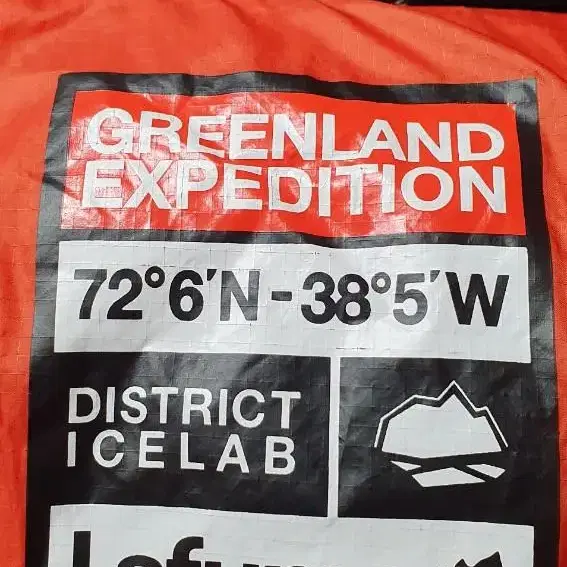 GREENLAND
EXPEDITION
72°6′N-38°5′W
DISTRICT
ICELAB